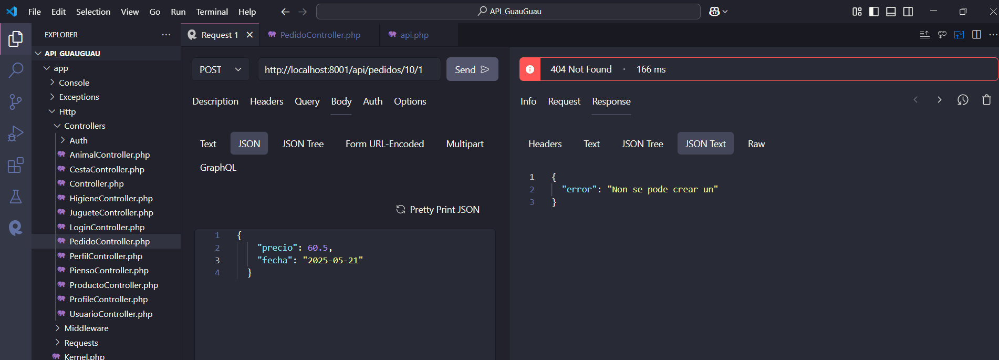 File Edit Selection View Go Run Terminal Help
API_GuauGuau
EXPLORER
API_GUAUGUAU
app
Console
Exceptions
Http
Controllers
Auth
AnimalController.php
CestaController.php
Controller.php
HigieneController.php
JugueteController.php
LoginController.php
PedidoController.php
PerfilController.php
PiensoController.php
ProductoController.php
ProfileController.php
UsuarioController.php
Middleware
Requests
Kernel.php
Request 1
PedidoController.php
api.php
POST
http://localhost:8001/api/pedidos/10/1
Send
Description Headers Query Body Auth Options
Text JSON JSON Tree Form URL-Encoded Multipart
GraphQL
Pretty Print JSON
1 {
2 "precio": 60.5,
3 "fecha": "2025-05-21"
4 }
404 Not Found · 166 ms
Info Request Response
Headers Text JSON Tree JSON Text Raw
1 {
2 "error": "Non se pode crear un"
3 }